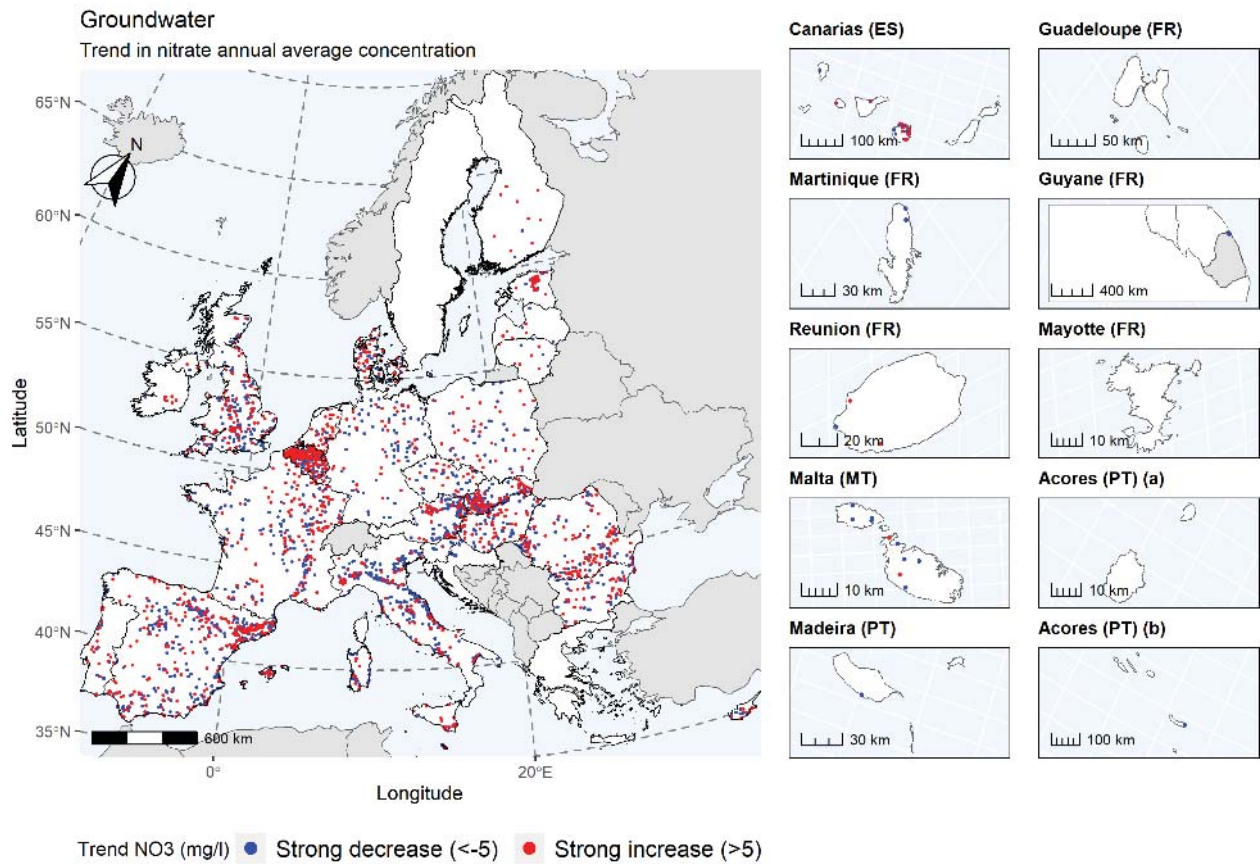 Groundwater
Trend in nitrate annual average concentration
65°N
60°N
55°N
50°N
45°N
40°N
35°N
Latitude
N
600 km
0°
20°E
Longitude
Canarias (ES)
100 km
Guadeloupe (FR)
50 km
Martinique (FR)
30 km
Guyane (FR)
400 km
Reunion (FR)
20 km
Mayotte (FR)
10 km
Malta (MT)
10 km
Acores (PT) (a)
10 km
Madeira (PT)
30 km
Acores (PT) (b)
100 km
Trend NO3 (mg/l) Strong decrease (<-5) Strong increase (>5)